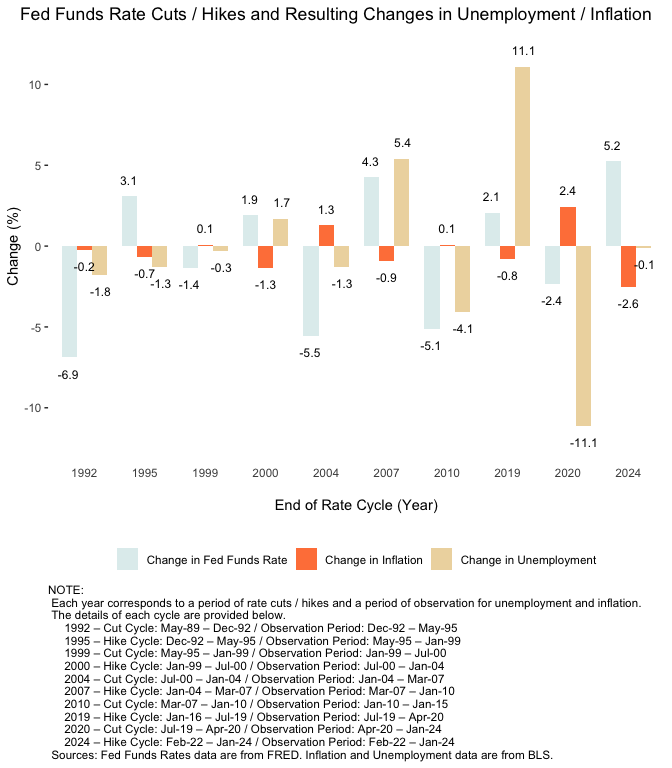 Fed Funds Rate Cuts / Hikes and Resulting Changes in Unemployment / Inflation
Change (%)
10
5
0
-5
-10
-6.9
-0.2
-1.8
3.1
-0.7
-1.3
-1.4
0.1
-0.3
1.9
-1.3
1.7
-5.5
1.3
-1.3
4.3
-0.9
5.4
-5.1
0.1
-4.1
2.1
-0.8
11.1
-2.4
2.4
-11.1
5.2
-2.6
-0.1
1992 1995 1999 2000 2004 2007 2010 2019 2020 2024
End of Rate Cycle (Year)
Change in Fed Funds Rate Change in Inflation Change in Unemployment
NOTE:
Each year corresponds to a period of rate cuts / hikes and a period of observation for unemployment and inflation.
The details of each cycle are provided below.
1992 – Cut Cycle: May-89 – Dec-92 / Observation Period: Dec-92 – May-95
1995 – Hike Cycle: Dec-92 – May-95 / Observation Period: May-95 – Jan-99
1999 – Cut Cycle: May-95 – Jan-99 / Observation Period: Jan-99 – Jul-00
2000 – Hike Cycle: Jan-99 – Jul-00 / Observation Period: Jul-00 – Jan-04
2004 – Cut Cycle: Jul-00 – Jan-04 / Observation Period: Jan-04 – Mar-07
2007 – Hike Cycle: Jan-04 – Mar-07 / Observation Period: Mar-07 – Jan-10
2010 – Cut Cycle: Mar-07 – Jan-10 / Observation Period: Jan-10 – Jan-15
2019 – Hike Cycle: Jan-16 – Jul-19 / Observation Period: Jul-19 – Apr-20
2020 – Cut Cycle: Jul-19 – Apr-20 / Observation Period: Apr-20 – Jan-24
2024 – Hike Cycle: Feb-22 – Jan-24 / Observation Period: Feb-22 – Jan-24
Sources: Fed Funds Rates data are from FRED. Inflation and Unemployment data are from BLS.